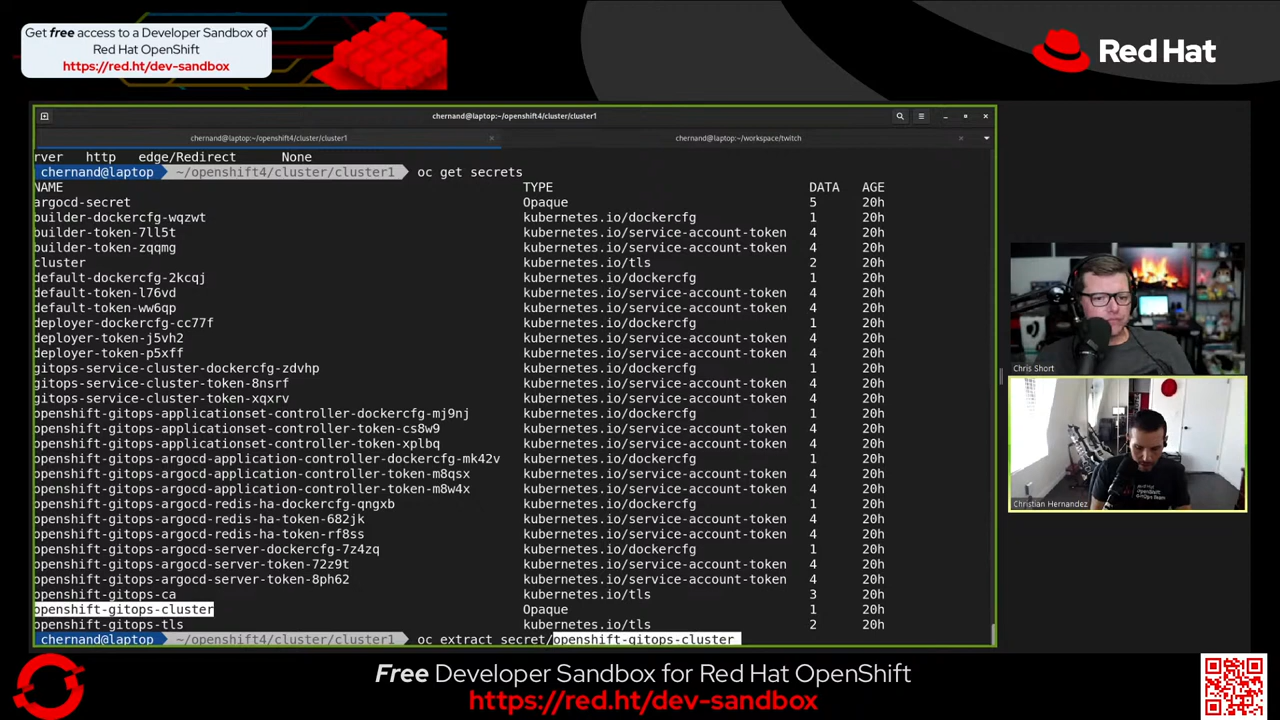 Get free access to a Developer Sandbox of
Red Hat OpenShift
https://red.ht/dev-sandbox
Red Hat
chernand@laptop:~/openshift4/cluster/cluster1
chernand@laptop:~/openshift4/cluster/cluster1
chernand@laptop:~/workspace/twitch
rver http edge/Redirect None
chernand@laptop ~/openshift4/cluster/cluster1 oc get secrets
NAME TYPE DATA AGE
argocd-secret Opaque 5 20h
builder-dockercfg-wqzwt kubernetes.io/dockercfg 1 20h
builder-token-7ll5t kubernetes.io/service-account-token 4 20h
builder-token-zqqmg kubernetes.io/service-account-token 4 20h
cluster kubernetes.io/tls 2 20h
default-dockercfg-2kcqj kubernetes.io/dockercfg 1 20h
default-token-l76vd kubernetes.io/service-account-token 4 20h
default-token-ww6qp kubernetes.io/service-account-token 4 20h
deployer-dockercfg-cc77f kubernetes.io/dockercfg 1 20h
deployer-token-j5vh2 kubernetes.io/service-account-token 4 20h
deployer-token-p5xff kubernetes.io/service-account-token 4 20h
gitops-service-cluster-dockercfg-zdvhp kubernetes.io/dockercfg 1 20h
gitops-service-cluster-token-8nsrf kubernetes.io/service-account-token 4 20h
gitops-service-cluster-token-xqxrv kubernetes.io/service-account-token 4 20h
openshift-gitops-applicationset-controller-dockercfg-mj9nj kubernetes.io/dockercfg 1 20h
openshift-gitops-applicationset-controller-token-cs8w9 kubernetes.io/service-account-token 4 20h
openshift-gitops-applicationset-controller-token-xplbq kubernetes.io/service-account-token 4 20h
openshift-gitops-argocd-application-controller-dockercfg-mk42v kubernetes.io/dockercfg 1 20h
openshift-gitops-argocd-application-controller-token-m8qsx kubernetes.io/service-account-token 4 20h
openshift-gitops-argocd-application-controller-token-m8w4x kubernetes.io/service-account-token 4 20h
openshift-gitops-argocd-redis-ha-dockercfg-qngxb kubernetes.io/dockercfg 1 20h
openshift-gitops-argocd-redis-ha-token-682jk kubernetes.io/service-account-token 4 20h
openshift-gitops-argocd-redis-ha-token-rf8ss kubernetes.io/service-account-token 4 20h
openshift-gitops-argocd-server-dockercfg-7z4zq kubernetes.io/dockercfg 1 20h
openshift-gitops-argocd-server-token-72z9t kubernetes.io/service-account-token 4 20h
openshift-gitops-argocd-server-token-8ph62 kubernetes.io/service-account-token 4 20h
openshift-gitops-ca kubernetes.io/tls 3 20h
openshift-gitops-cluster Opaque 1 20h
openshift-gitops-tls kubernetes.io/tls 2 20h
chernand@laptop ~/openshift4/cluster/cluster1 oc extract secret/openshift-gitops-cluster
Chris Short
Christian Hernandez
Free Developer Sandbox for Red Hat OpenShift
https://red.ht/dev-sandbox